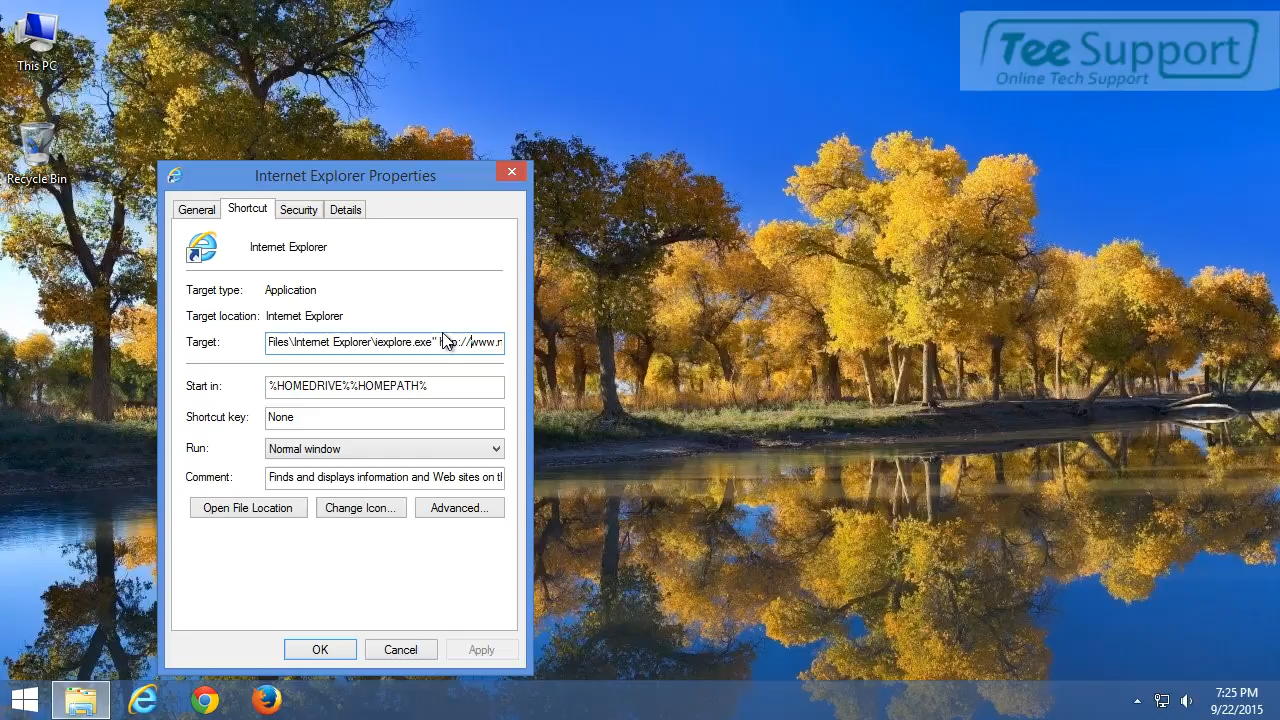 This PC
Recycle Bin
Tee Support
Online Tech Support
Internet Explorer Properties
General
Shortcut
Security
Details
Internet Explorer
Target type: Application
Target location: Internet Explorer
Target: Files\Internet Explorer\iexplore.exe"
Start in: %HOMEDRIVE%%HOMEPATH%
Shortcut key: None
Run: Normal window
Comment: Finds and displays information and Web sites on
Open File Location
Change Icon...
Advanced...
OK
Cancel
Apply
7:25 PM
9/22/2015